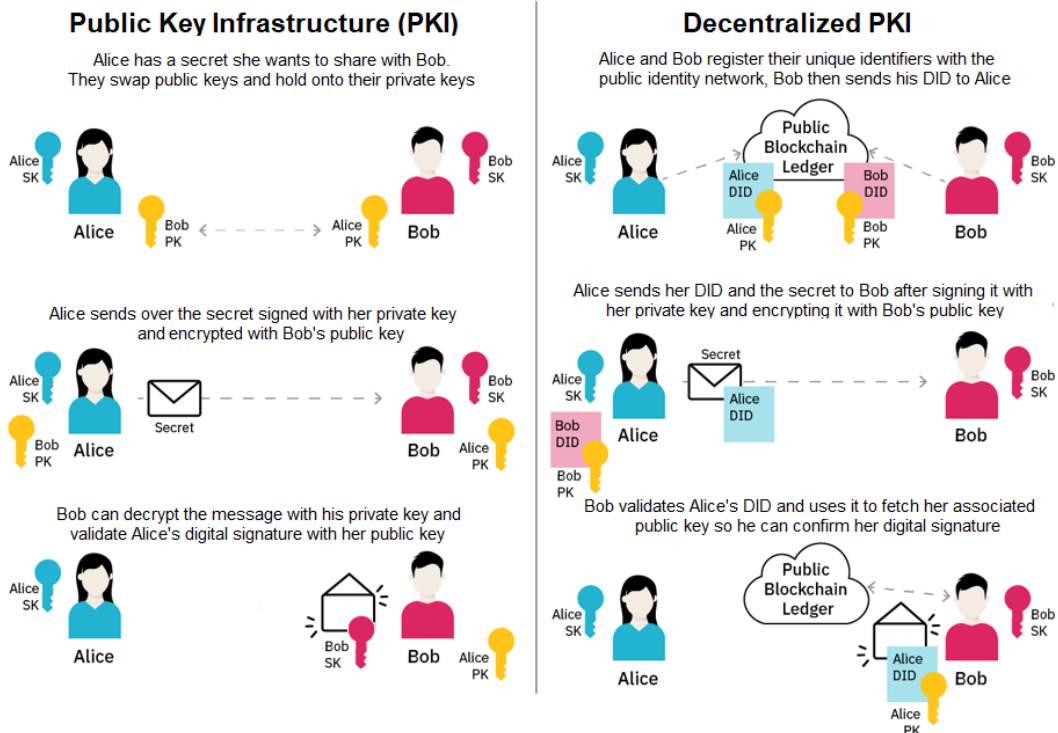 Public Key Infrastructure (PKI)
Alice has a secret she wants to share with Bob.
They swap public keys and hold onto their private keys
Alice
SK
Bob
SK
Bob
PK
Alice
PK
Alice
Bob
Alice sends over the secret signed with her private key
and encrypted with Bob's public key
Alice
SK
Bob
SK
Secret
Bob
PK
Alice
PK
Alice
Bob
Bob can decrypt the message with his private key and
validate Alice's digital signature with her public key
Alice
SK
Bob
SK
Alice
PK
Alice
Bob
Decentralized PKI
Alice and Bob register their unique identifiers with the
public identity network, Bob then sends his DID to Alice
Alice
SK
Public
Blockchain
Ledger
Bob
SK
Alice
DID
Bob
DID
Alice
PK
Bob
PK
Alice
Bob
Alice sends her DID and the secret to Bob after signing it with
her private key and encrypting it with Bob's public key
Secret
Alice
SK
Bob
SK
Alice
DID
Bob
DID
Bob
PK
Alice
Bob
Bob validates Alice's DID and uses it to fetch her associated
public key so he can confirm her digital signature
Public
Blockchain
Ledger
Alice
SK
Bob
SK
Alice
DID
Alice
PK
Alice
Bob